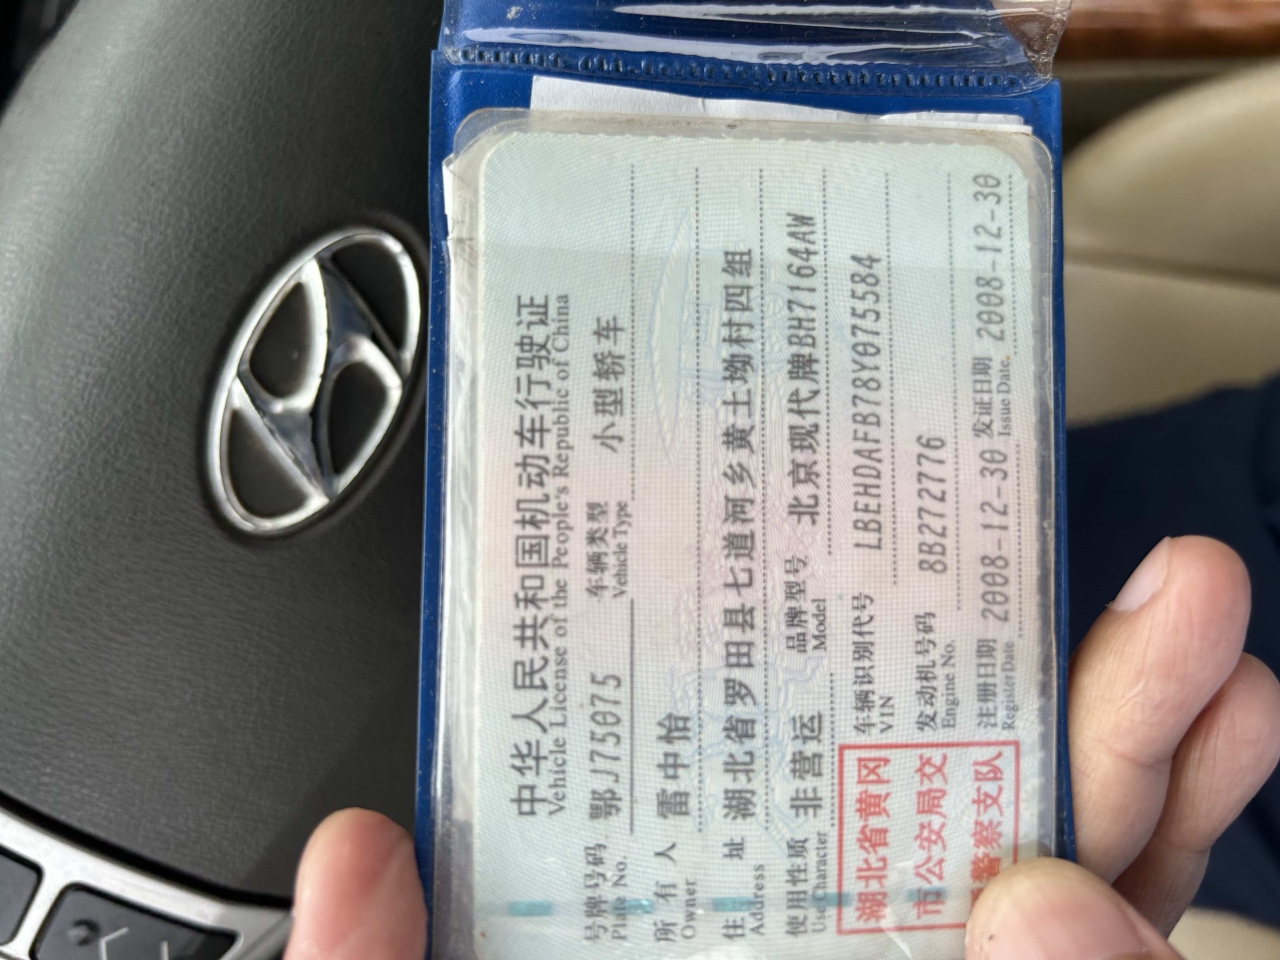 中华人民共和国机动车行驶证
Vehicle License of the People's Republic of China
号牌号码 鄂J75075 车辆类型 小型轿车
Plate No. Vehicle Type
所有人 雷中怡
Owner
住址 湖北省罗田县七道河乡黄土坳村四组
Address
使用性质 非营运 品牌型号 北京现代牌BH7164AW
Use Character Model
湖北省黄冈
市公安局交
警察支队
车辆识别代号 LBEHDAFB78Y075584
VIN
发动机号码 8B272776
Engine No.
注册日期 2008-12-30 发证日期 2008-12-30
Register Date Issue Date